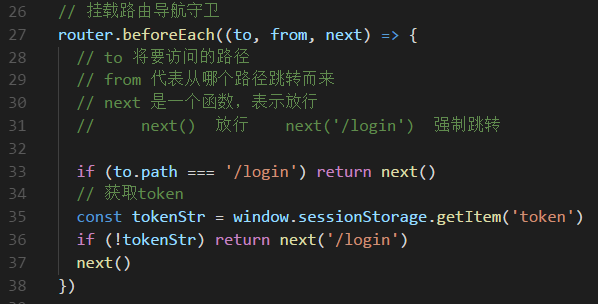 26 // 挂载路由导航守卫
27 router.beforeEach((to, from, next) => {
28   // to 将要访问的路径
29   // from 代表从哪个路径跳转而来
30   // next 是一个函数，表示放行
31   //     next()  放行    next('/login')  强制跳转
32
33   if (to.path === '/login') return next()
34   // 获取token
35   const tokenStr = window.sessionStorage.getItem('token')
36   if (!tokenStr) return next('/login')
37   next()
38 })